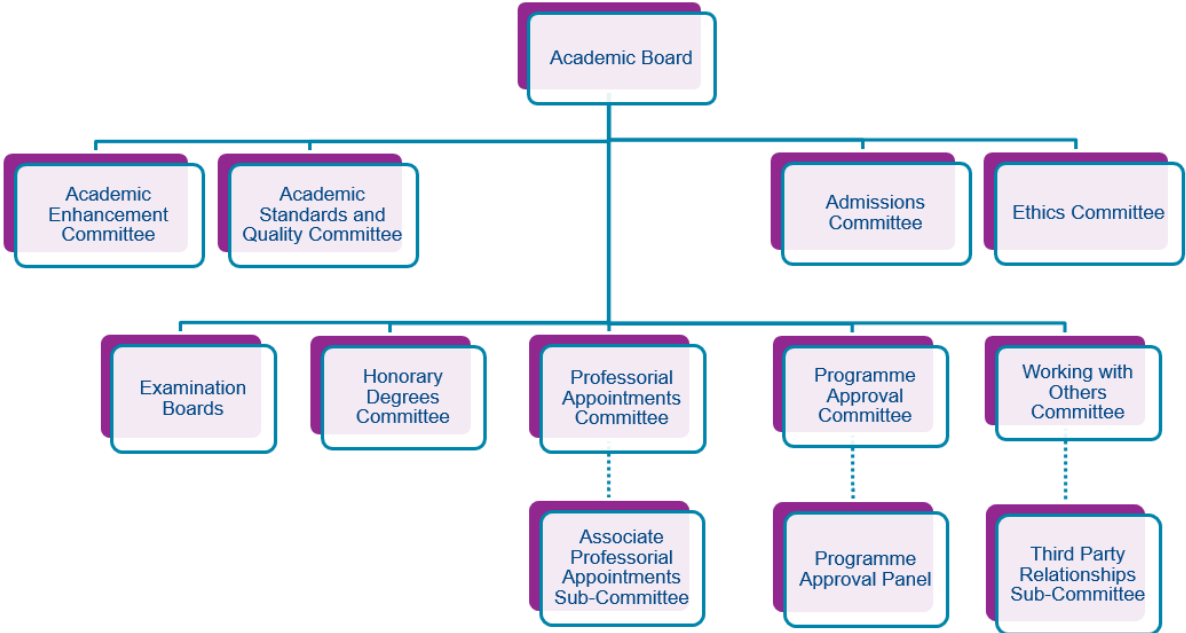 Academic Board
Academic
Enhancement
Committee
Academic
Standards and
Quality Committee
Admissions
Committee
Ethics Committee
Examination
Boards
Honorary
Degrees
Committee
Professorial
Appointments
Committee
Programme
Approval
Committee
Working with
Others
Committee
Associate
Professorial
Appointments
Sub-Committee
Programme
Approval Panel
Third Party
Relationships
Sub-Committee